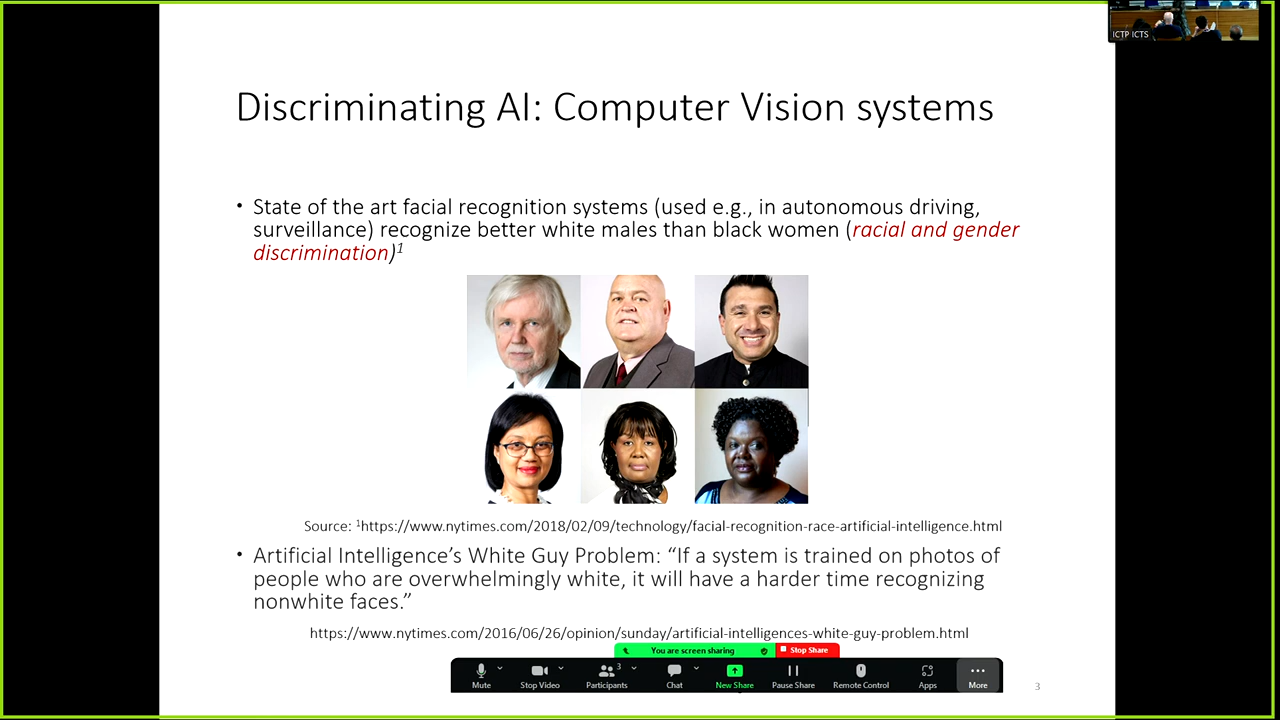 ICTP ICTS
Discriminating AI: Computer Vision systems
• State of the art facial recognition systems (used e.g., in autonomous driving,
surveillance) recognize better white males than black women (racial and gender
discrimination)¹
Source: ¹https://www.nytimes.com/2018/02/09/technology/facial-recognition-race-artificial-intelligence.html
• Artificial Intelligence’s White Guy Problem: “If a system is trained on photos of
people who are overwhelmingly white, it will have a harder time recognizing
nonwhite faces.”
https://www.nytimes.com/2016/06/26/opinion/sunday/artificial-intelligences-white-guy-problem.html
You are screen sharing Stop Share
3
Mute Stop Video Participants Chat New Share Pause Share Remote Control Apps More
3